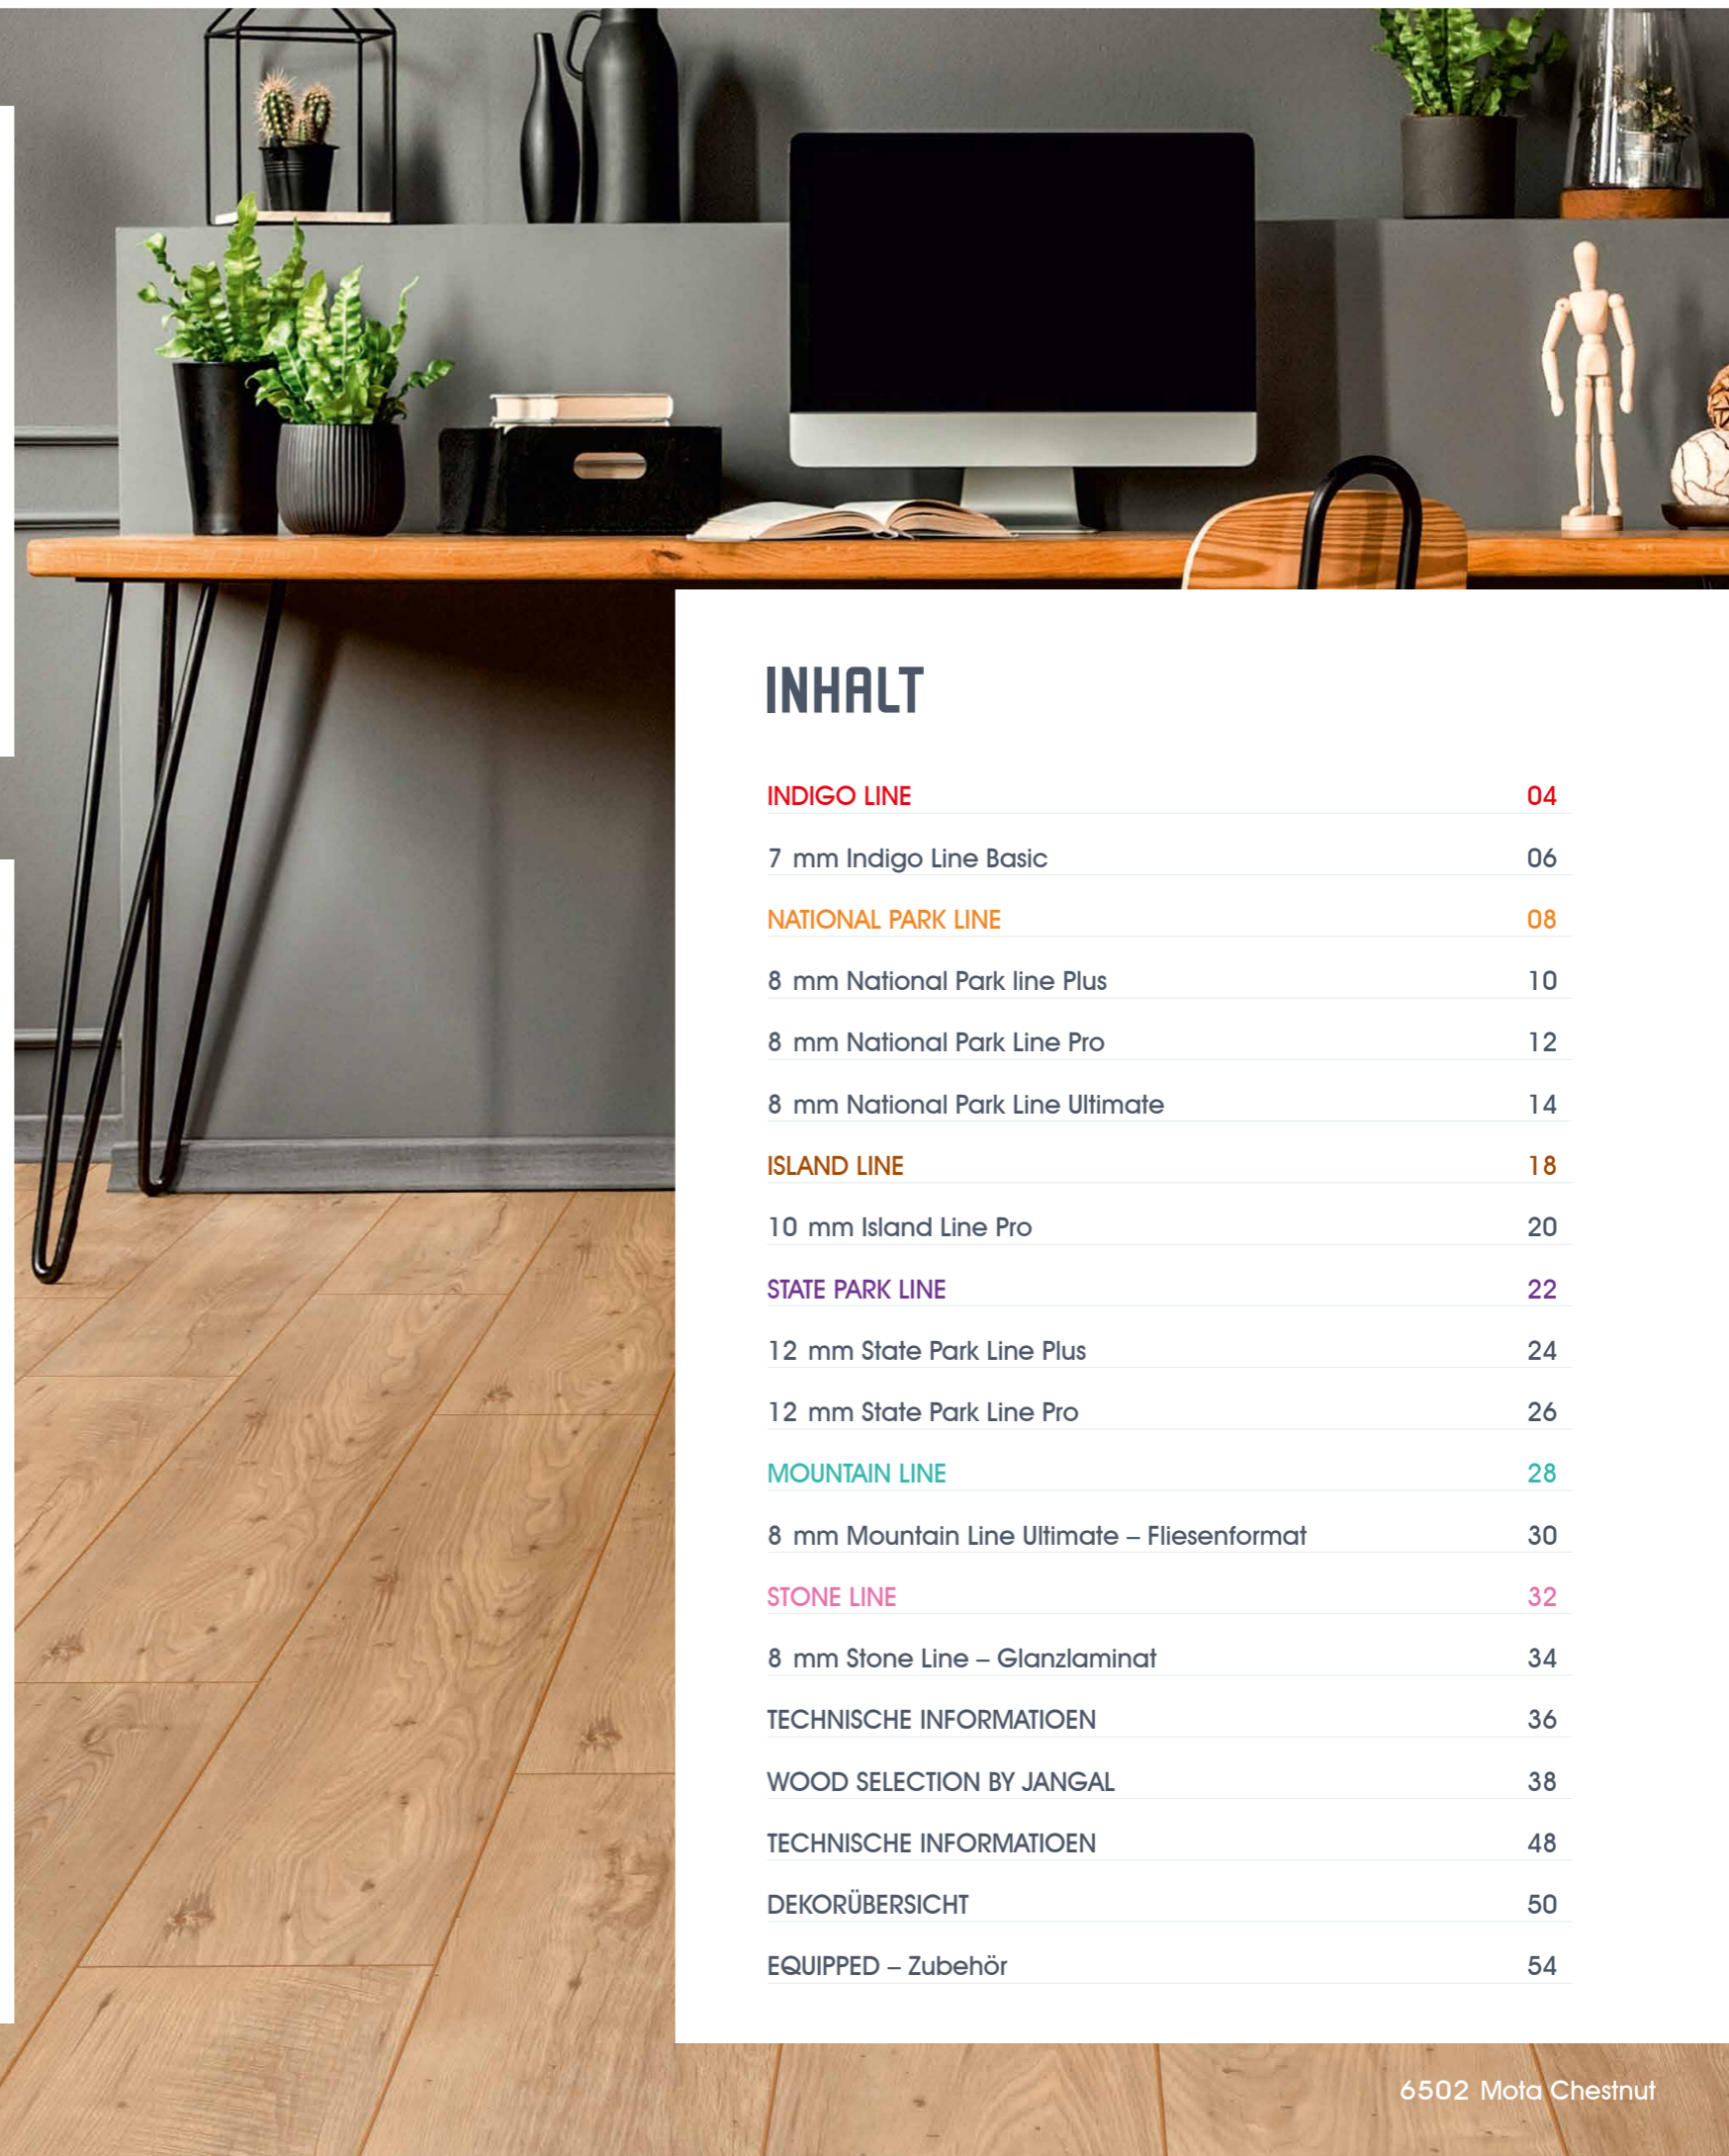 INHALT
INDIGO LINE 04
7 mm Indigo Line Basic 06
NATIONAL PARK LINE 08
8 mm National Park line Plus 10
8 mm National Park Line Pro 12
8 mm National Park Line Ultimate 14
ISLAND LINE 18
10 mm Island Line Pro 20
STATE PARK LINE 22
12 mm State Park Line Plus 24
12 mm State Park Line Pro 26
MOUNTAIN LINE 28
8 mm Mountain Line Ultimate – Fliesenformat 30
STONE LINE 32
8 mm Stone Line – Glanzlaminat 34
TECHNISCHE INFORMATIOEN 36
WOOD SELECTION BY JANGAL 38
TECHNISCHE INFORMATIOEN 48
DEKORÜBERSICHT 50
EQUIPPED – Zubehör 54
6502 Mota Chestnut